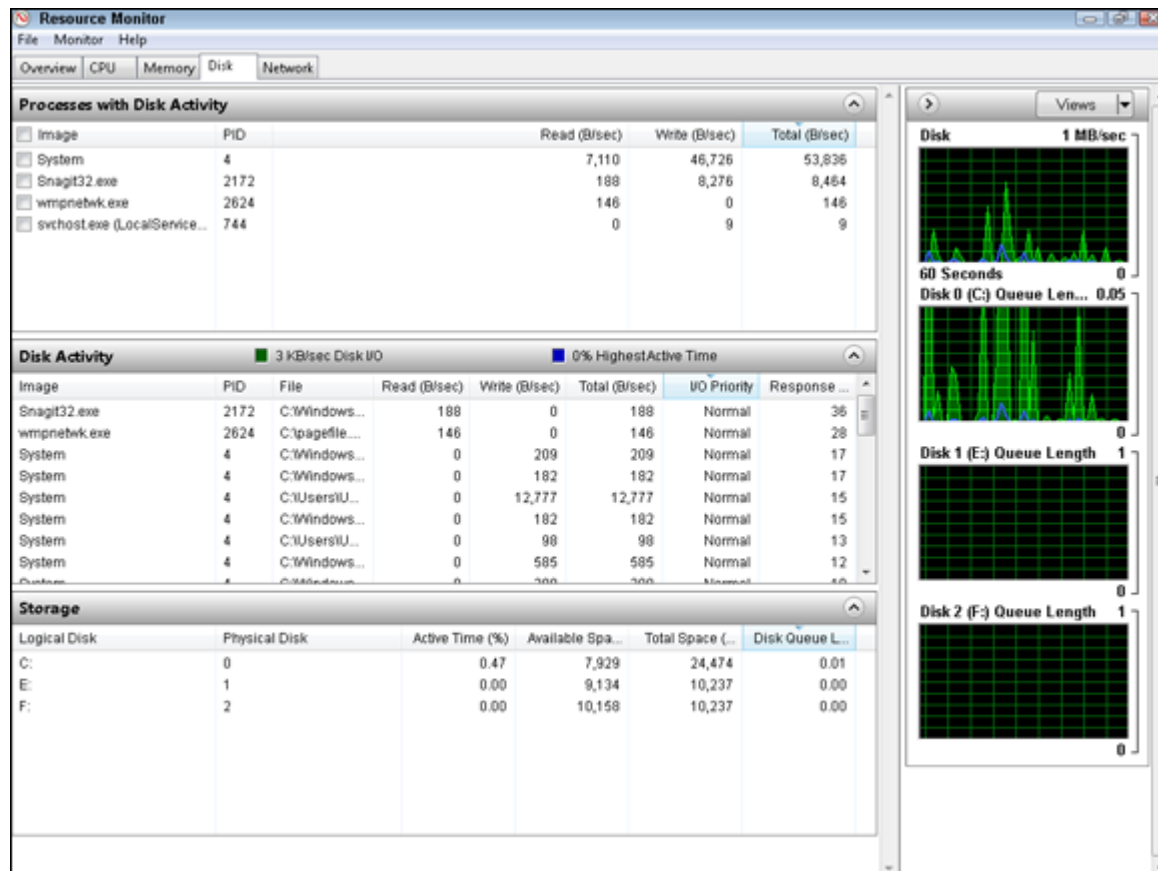 Resource Monitor
File Monitor Help
Overview CPU Memory Disk Network
Processes with Disk Activity
Image PID Read (B/sec) Write (B/sec) Total (B/sec)
System 4 7,110 46,726 53,836
Snagit32.exe 2172 188 8,276 8,464
wmpnetwk.exe 2624 146 0 146
svchost.exe (LocalService... 744 0 9 9
Disk Activity 3 KB/sec Disk I/O 0% Highest Active Time
Image PID File Read (B/sec) Write (B/sec) Total (B/sec) I/O Priority Response ...
Snagit32.exe 2172 C:\Windows... 188 0 188 Normal 36
wmpnetwk.exe 2624 C:\pagefile.... 146 0 146 Normal 28
System 4 C:\Windows... 0 209 209 Normal 17
System 4 C:\Windows... 0 182 182 Normal 17
System 4 C:\Users\U... 0 12,777 12,777 Normal 15
System 4 C:\Windows... 0 182 182 Normal 15
System 4 C:\Users\U... 0 98 98 Normal 13
System 4 C:\Windows... 0 585 585 Normal 12
Storage
Logical Disk Physical Disk Active Time (%) Available Spa... Total Space (... Disk Queue L...
C: 0 0.47 7,929 24,474 0.01
E: 1 0.00 9,134 10,237 0.00
F: 2 0.00 10,158 10,237 0.00
Views
Disk 1 MB/sec
60 Seconds 0
Disk 0 (C:) Queue Len... 0.05
0
Disk 1 (E:) Queue Length 1
0
Disk 2 (F:) Queue Length 1
0